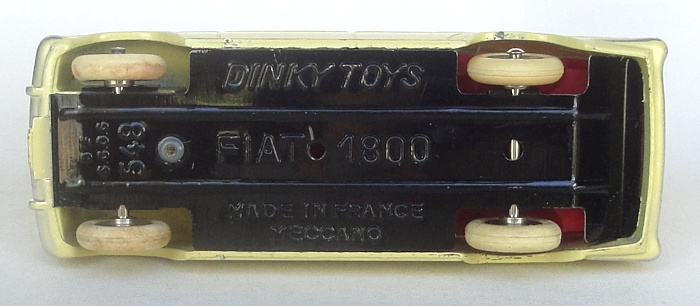 DINKY TOYS
FIAT 1800
548
MADE IN FRANCE
MECCANO